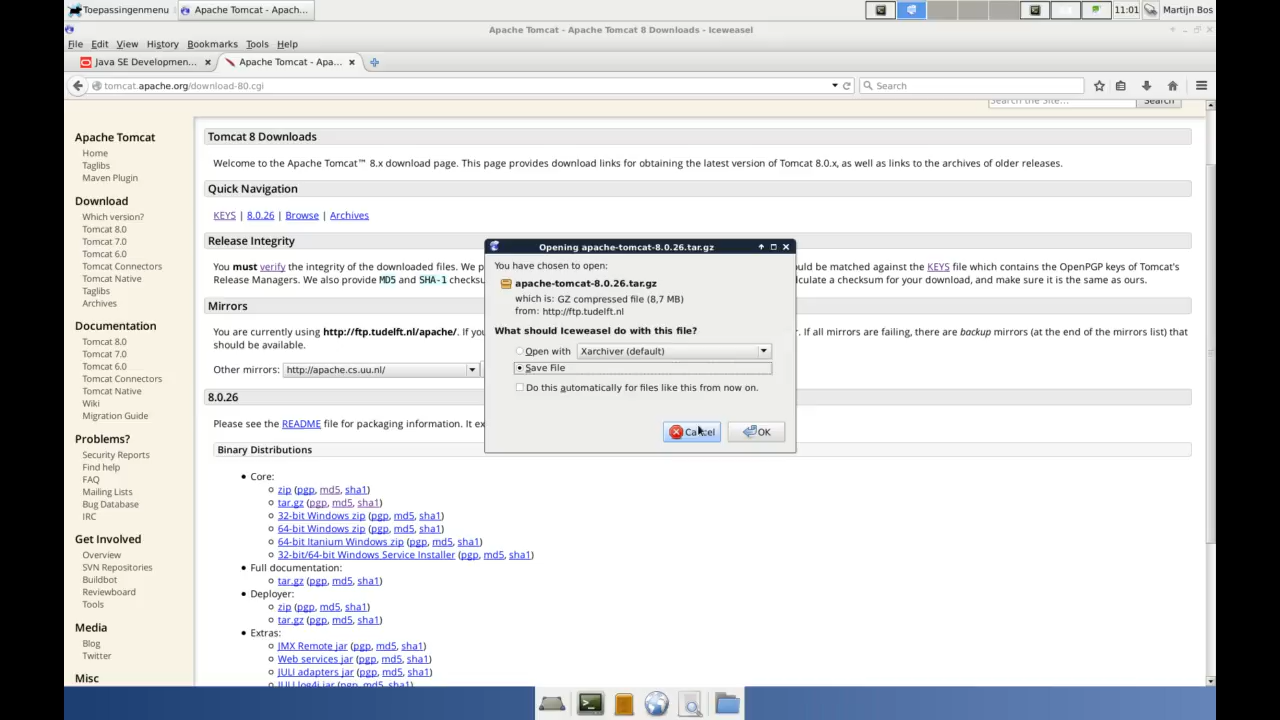 Toepassingenmenu
Apache Tomcat - Apach...
11:01
Martijn Bos
Apache Tomcat - Apache Tomcat 8 Downloads - Iceweasel
File Edit View History Bookmarks Tools Help
Java SE Developmen...
Apache Tomcat - Apa...
tomcat.apache.org/download-80.cgi
Search
Search the Site...
Search
Apache Tomcat
Home
Taglibs
Maven Plugin
Download
Which version?
Tomcat 8.0
Tomcat 7.0
Tomcat 6.0
Tomcat Connectors
Tomcat Native
Taglibs
Archives
Documentation
Tomcat 8.0
Tomcat 7.0
Tomcat 6.0
Tomcat Connectors
Tomcat Native
Wiki
Migration Guide
Problems?
Security Reports
Find help
FAQ
Mailing Lists
Bug Database
IRC
Get Involved
Overview
SVN Repositories
Buildbot
Reviewboard
Tools
Media
Blog
Twitter
Misc
Tomcat 8 Downloads
Welcome to the Apache Tomcat™ 8.x download page. This page provides download links for obtaining the latest version of Tomcat 8.0.x, as well as links to the archives of older releases.
Quick Navigation
KEYS | 8.0.26 | Browse | Archives
Release Integrity
You must verify the integrity of the downloaded files. We p
uld be matched against the KEYS file which contains the OpenPGP keys of Tomcat's
Release Managers. We also provide MD5 and SHA-1 checksu
lculate a checksum for your download, and make sure it is the same as ours.
Mirrors
You are currently using http://ftp.tudelft.nl/apache/. If you
If all mirrors are failing, there are backup mirrors (at the end of the mirrors list) that
should be available.
Other mirrors: http://apache.cs.uu.nl/
8.0.26
Please see the README file for packaging information. It ex
Binary Distributions
Core:
zip (pgp, md5, sha1)
tar.gz (pgp, md5, sha1)
32-bit Windows zip (pgp, md5, sha1)
64-bit Windows zip (pgp, md5, sha1)
64-bit Itanium Windows zip (pgp, md5, sha1)
32-bit/64-bit Windows Service Installer (pgp, md5, sha1)
Full documentation:
tar.gz (pgp, md5, sha1)
Deployer:
zip (pgp, md5, sha1)
tar.gz (pgp, md5, sha1)
Extras:
JMX Remote jar (pgp, md5, sha1)
Web services jar (pgp, md5, sha1)
JULI adapters jar (pgp, md5, sha1)
JULI log4j jar (pgp, md5, sha1)
Opening apache-tomcat-8.0.26.tar.gz
You have chosen to open:
apache-tomcat-8.0.26.tar.gz
which is: GZ compressed file (8,7 MB)
from: http://ftp.tudelft.nl
What should Iceweasel do with this file?
Open with Xarchiver (default)
Save File
Do this automatically for files like this from now on.
Cancel
OK